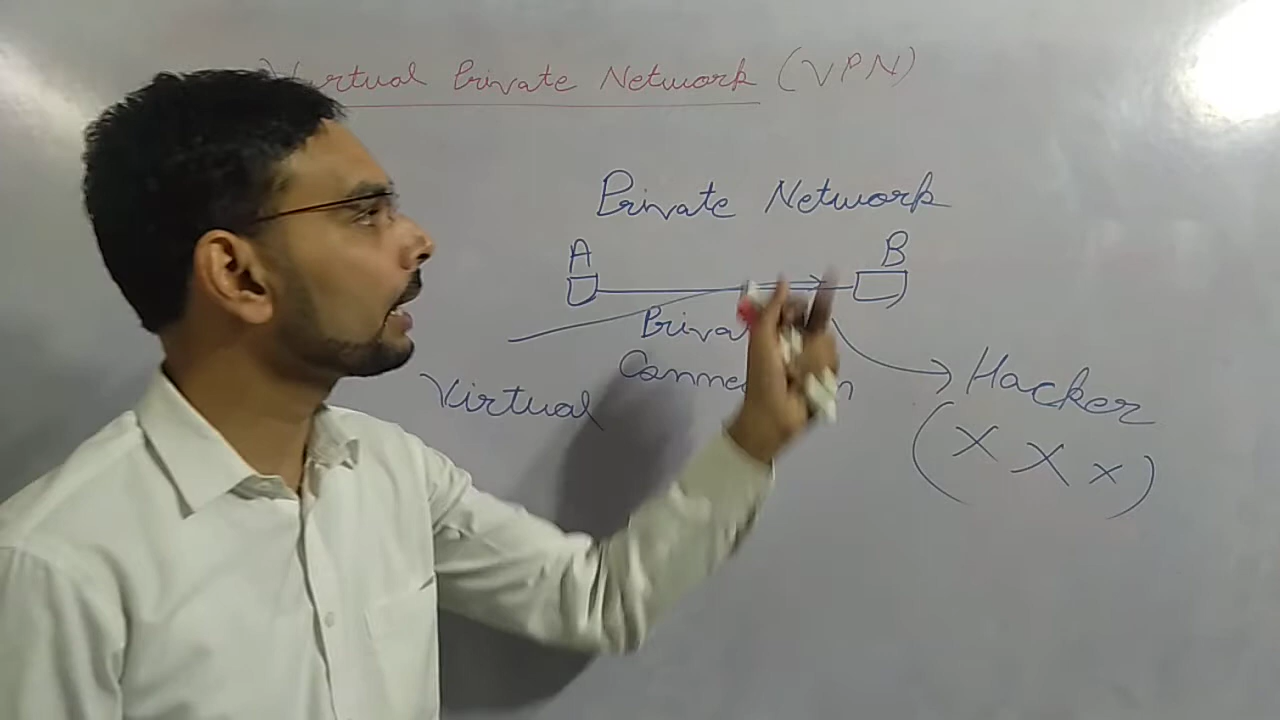 Virtual Private Network (VPN)
Private Network
A B
Virtual
Hacker
(X X X)